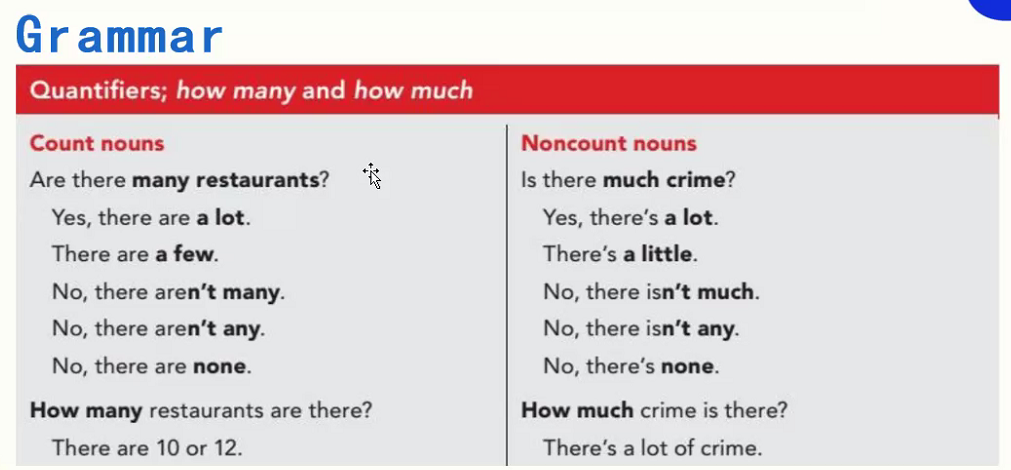 Grammar
Quantifiers; how many and how much
Count nouns
Are there many restaurants?
Yes, there are a lot.
There are a few.
No, there aren't many.
No, there aren't any.
No, there are none.
How many restaurants are there?
There are 10 or 12.
Noncount nouns
Is there much crime?
Yes, there's a lot.
There's a little.
No, there isn't much.
No, there isn't any.
No, there's none.
How much crime is there?
There's a lot of crime.